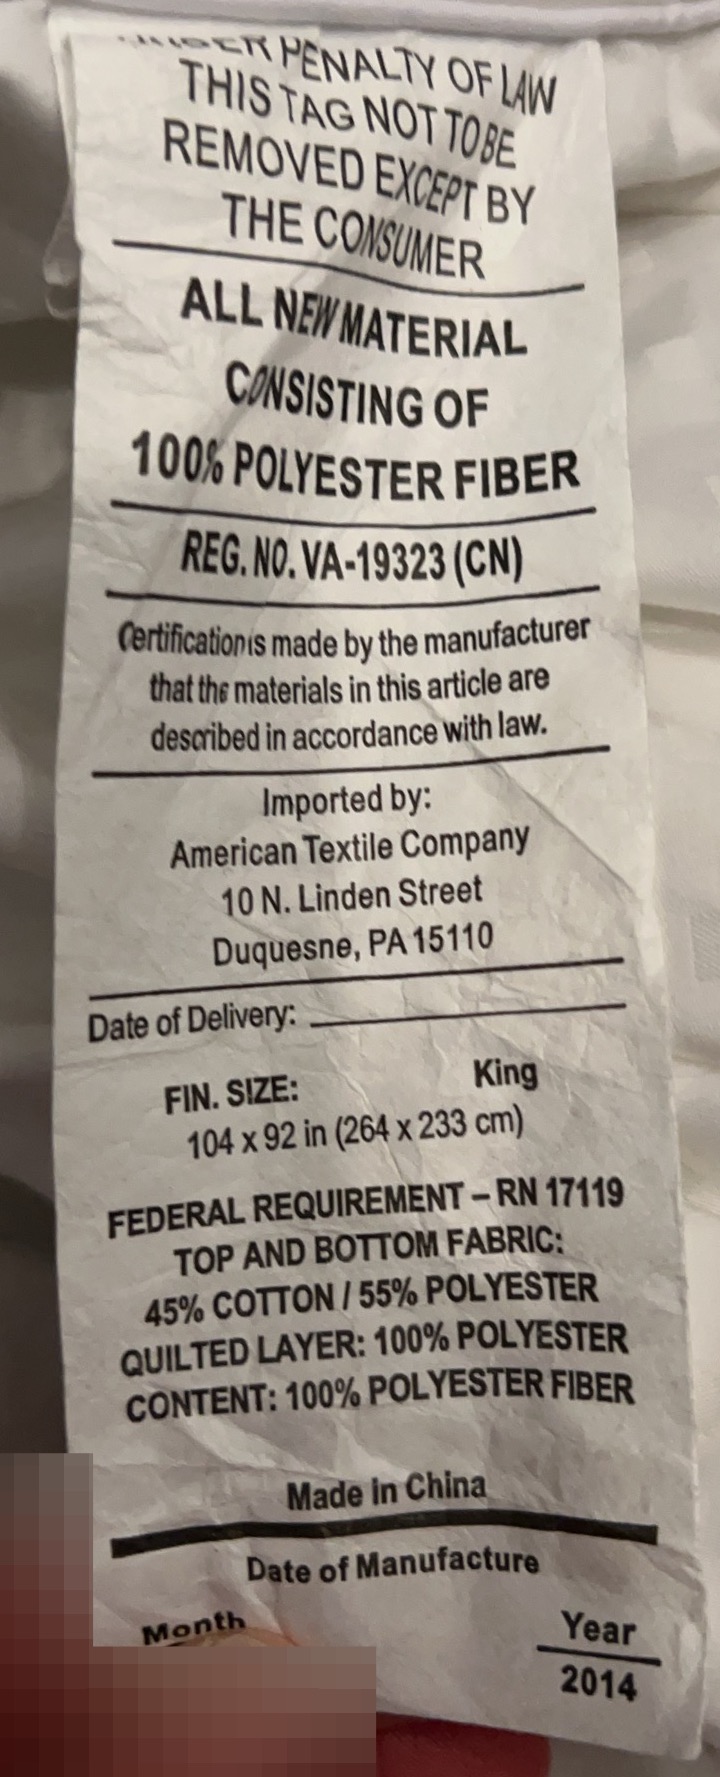 UNDER PENALTY OF LAW
THIS TAG NOT TO BE
REMOVED EXCEPT BY
THE CONSUMER
ALL NEW MATERIAL
CONSISTING OF
100% POLYESTER FIBER
REG. NO. VA-19323 (CN)
Certification is made by the manufacturer
that the materials in this article are
described in accordance with law.
Imported by:
American Textile Company
10 N. Linden Street
Duquesne, PA 15110
Date of Delivery:
FIN. SIZE: King
104 x 92 in (264 x 233 cm)
FEDERAL REQUIREMENT – RN 17119
TOP AND BOTTOM FABRIC:
45% COTTON / 55% POLYESTER
QUILTED LAYER: 100% POLYESTER
CONTENT: 100% POLYESTER FIBER
Made in China
Date of Manufacture
Month Year
2014